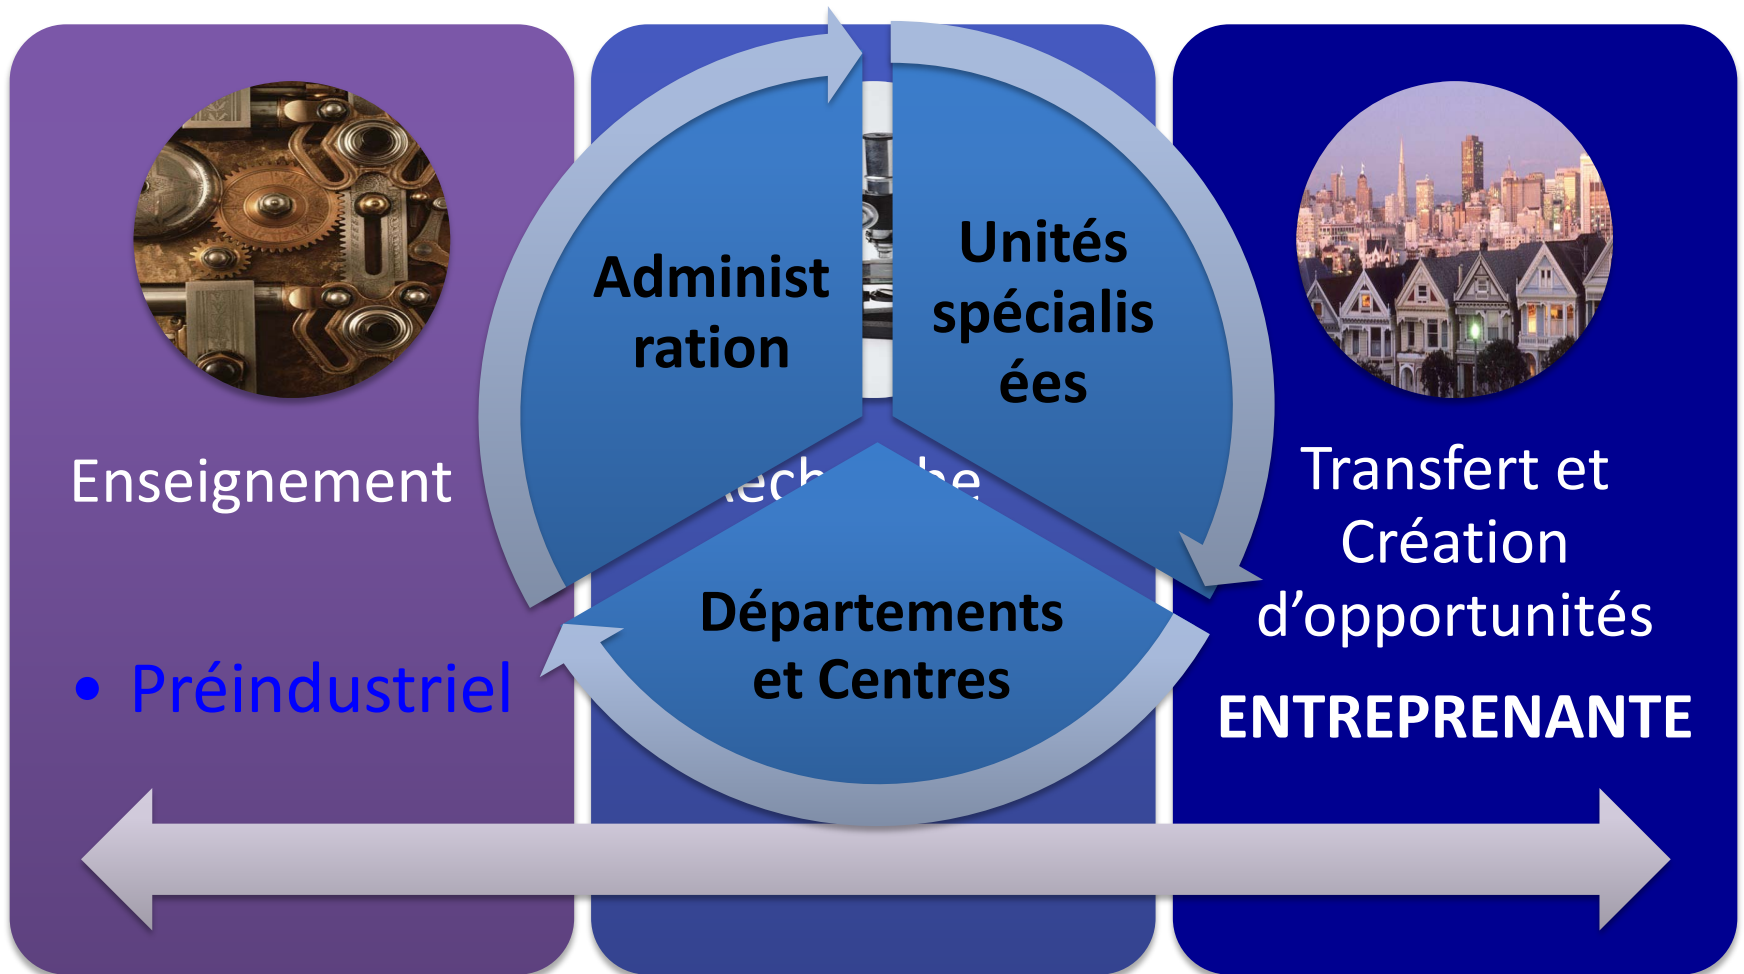 Administ
ration
Unités
spécialis
ées
Départements
et Centres
Enseignement
• Préindustriel
Transfert et
Création
d’opportunités
ENTREPRENANTE